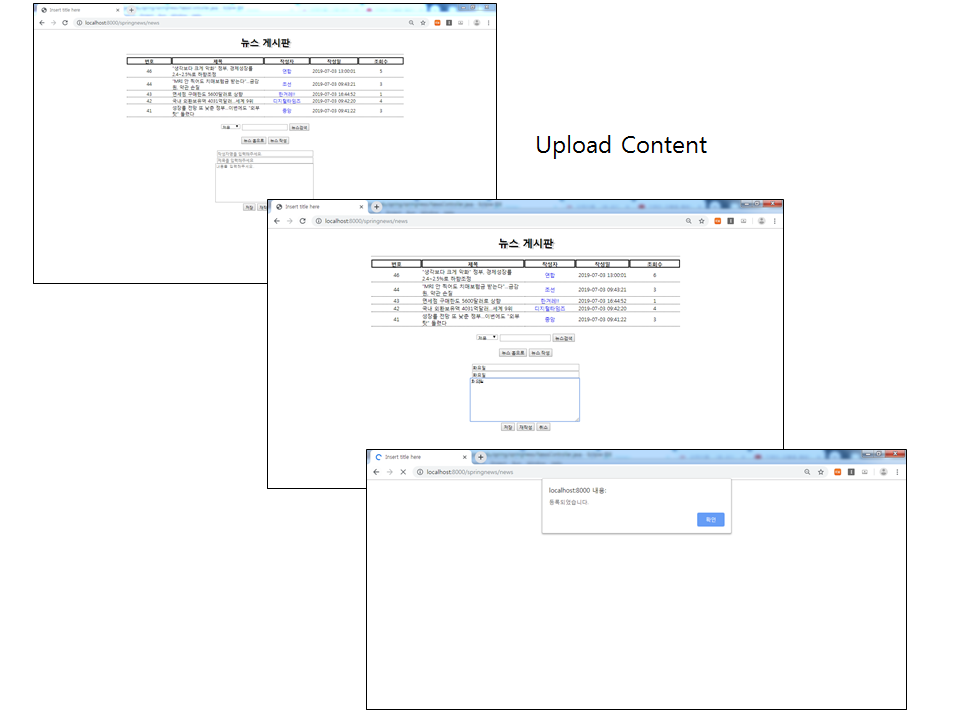 Insert title here
localhost:8000/springnews/news
뉴스 게시판
번호 제목 작성자 작성일 조회수
46 "생각보다 크게 악화" 정부, 경제성장률 2.4~2.5%로 하향조정 연합 2019-07-03 13:00:01 5
44 "MRI 안 찍어도 치매보험금 받는다"...금감원, 약관 손질 조선 2019-07-03 09:43:21 3
43 면세점 구매한도 5600달러로 상향 한겨레!! 2019-07-03 16:44:52 1
42 국내 외환보유액 4031억달러...세계 9위 디지털타임즈 2019-07-03 09:42:20 4
41 성장률 전망 또 낮춘 정부...이번에도 "외부 탓" 돌렸다 중앙 2019-07-03 09:41:22 3
제목 뉴스검색
뉴스 홈으로 뉴스 작성
작성자명을 입력해주세요.
제목을 입력해주세요.
내용을 입력해주세요.
저장
Upload Content
Insert title here
localhost:8000/springnews/news
뉴스 게시판
번호 제목 작성자 작성일 조회수
46 "생각보다 크게 악화" 정부, 경제성장률 2.4~2.5%로 하향조정 연합 2019-07-03 13:00:01 6
44 "MRI 안 찍어도 치매보험금 받는다"...금감원, 약관 손질 조선 2019-07-03 09:43:21 3
43 면세점 구매한도 5600달러로 상향 한겨레!! 2019-07-03 16:44:52 1
42 국내 외환보유액 4031억달러...세계 9위 디지털타임즈 2019-07-03 09:42:20 4
41 성장률 전망 또 낮춘 정부...이번에도 "외부 탓" 돌렸다 중앙 2019-07-03 09:41:22 3
제목 뉴스검색
뉴스 홈으로 뉴스 작성
화요일
화요일
저장 재작성 취소
Insert title here
localhost:8000/springnews/news
localhost:8000 내용:
등록되었습니다.
확인